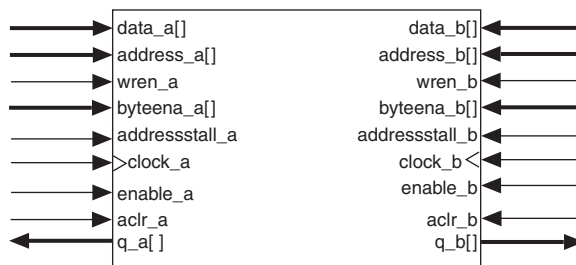 data_a[] data_b[]
address_a[] address_b[]
wren_a wren_b
byteena_a[] byteena_b[]
addressstall_a addressstall_b
clock_a clock_b
enable_a enable_b
aclr_a aclr_b
q_a[ ] q_b[]